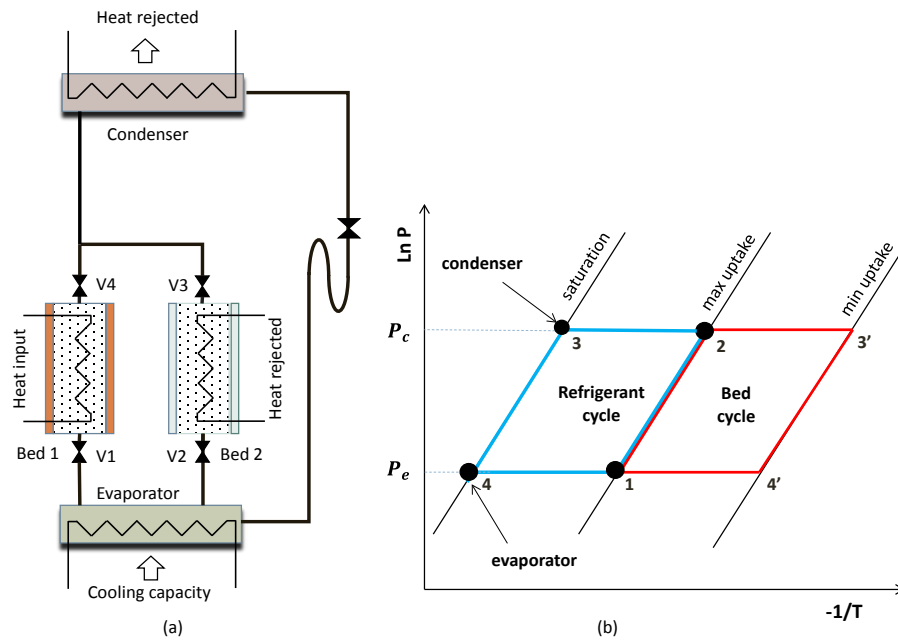 Heat rejected
Condenser
V4
V3
Heat input
Heat rejected
Bed 1
V1
V2
Bed 2
Evaporator
Cooling capacity
(a)
Ln P
condenser
saturation
max uptake
min uptake
P_c
3
2
3'
Refrigerant
cycle
Bed
cycle
P_e
4
1
4'
evaporator
-1/T
(b)